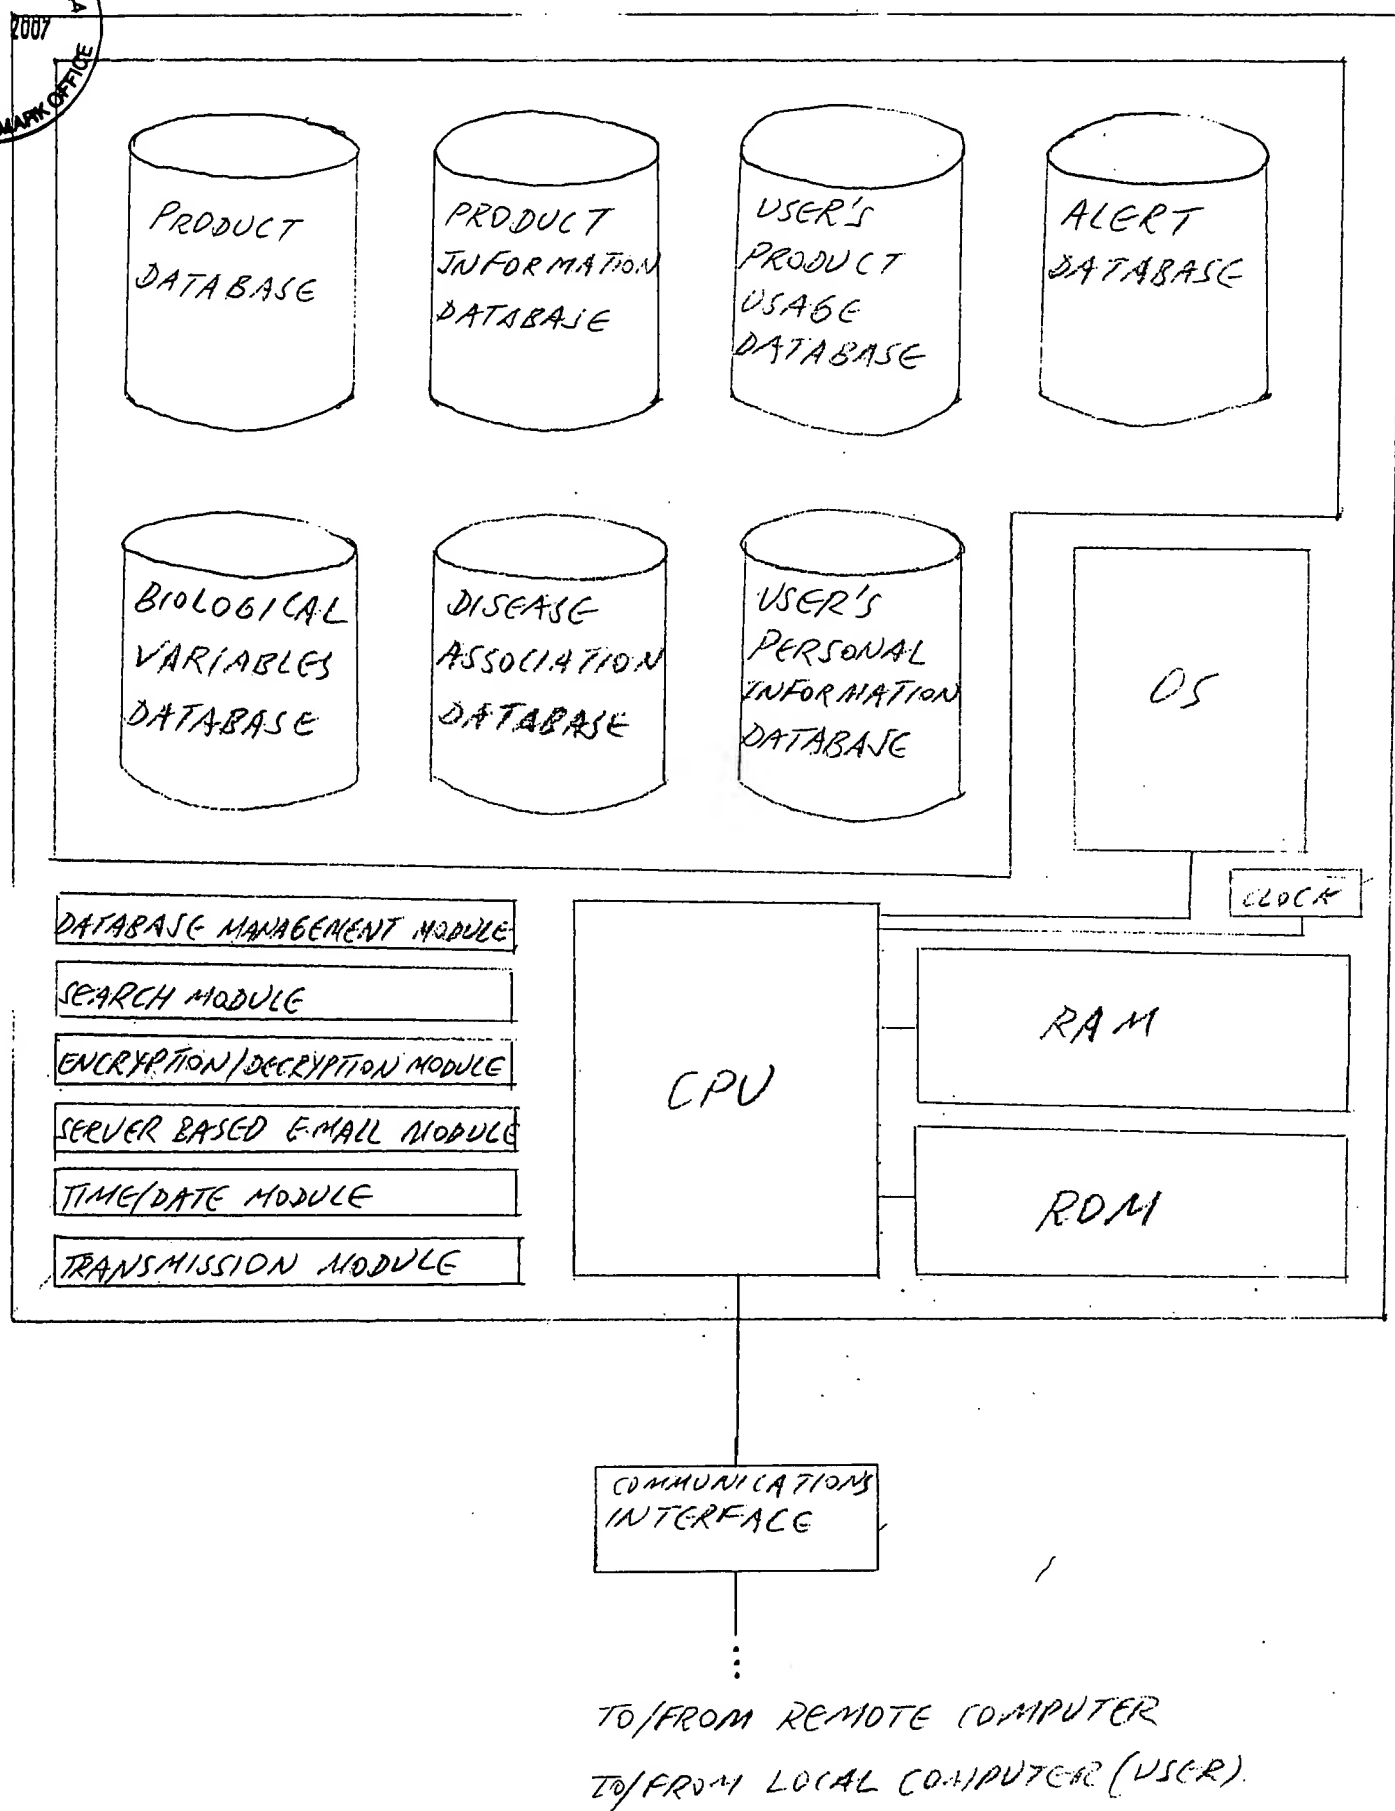 2007
MARK OFFICE
PRODUCT
DATABASE
PRODUCT
INFORMATION
DATABASE
USER'S
PRODUCT
USAGE
DATABASE
ALERT
DATABASE
BIOLOGICAL
VARIABLES
DATABASE
DISEASE
ASSOCIATION
DATABASE
USER'S
PERSONAL
INFORMATION
DATABASE
OS
CLOCK
DATABASE MANAGEMENT MODULE
SEARCH MODULE
ENCRYPTION/DECRYPTION MODULE
SERVER BASED E-MAIL MODULE
TIME/DATE MODULE
TRANSMISSION MODULE
CPU
RAM
ROM
COMMUNICATIONS
INTERFACE
TO/FROM REMOTE COMPUTER
TO/FROM LOCAL COMPUTER (USER).